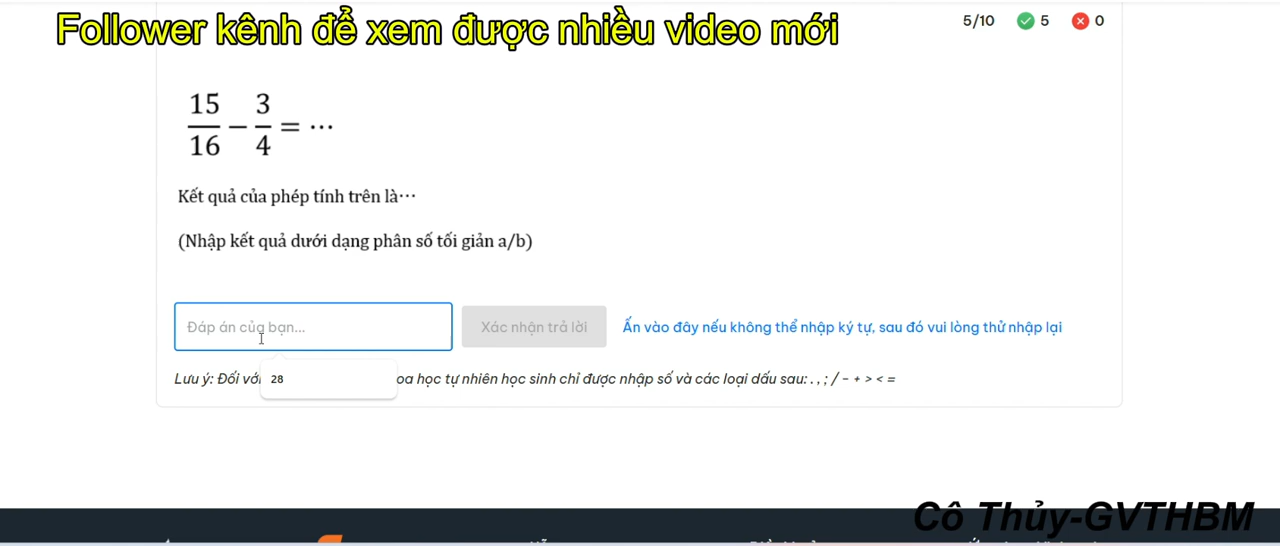 Follower kênh để xem được nhiều video mới
5/10 5 0
15/16 − 3/4 = ⋯
Kết quả của phép tính trên là⋯
(Nhập kết quả dưới dạng phân số tối giản a/b)
Đáp án của bạn... Xác nhận trả lời Ấn vào đây nếu không thể nhập ký tự, sau đó vui lòng thử nhập lại
Lưu ý: Đối với 28 oa học tự nhiên học sinh chỉ được nhập số và các loại dấu sau: . , ; / - + > < =
Cô Thủy-GVTHBM